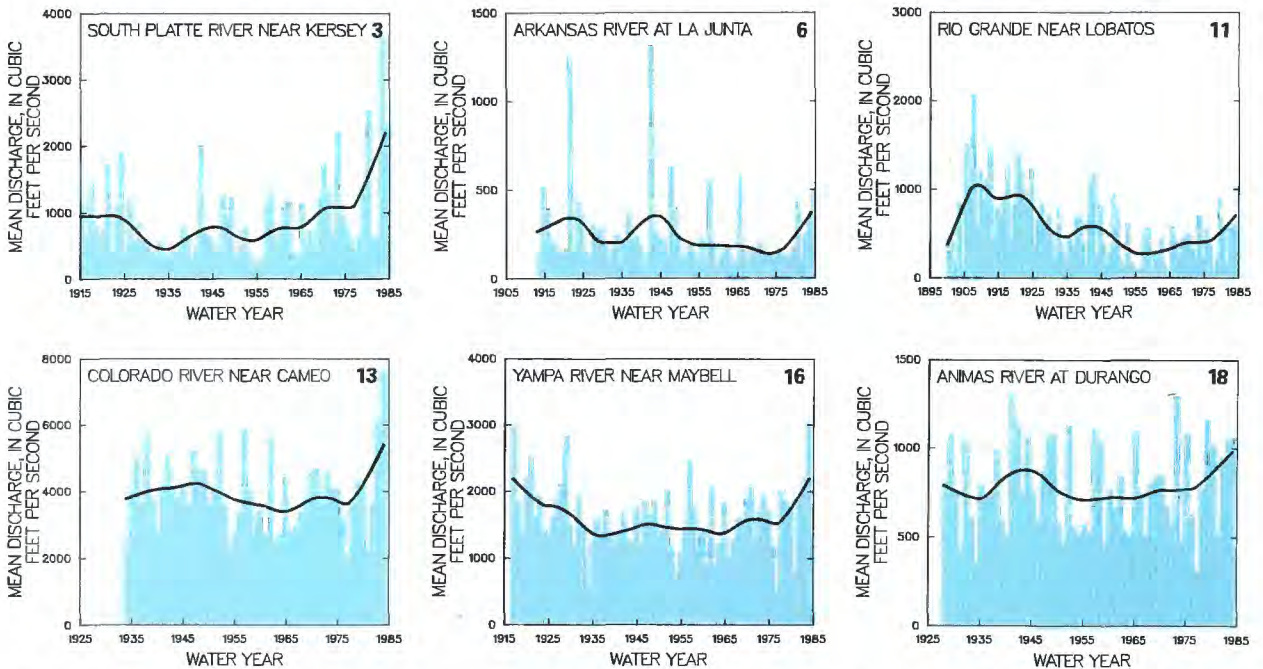 SOUTH PLATTE RIVER NEAR KERSEY 3
MEAN DISCHARGE, IN CUBIC
FEET PER SECOND
4000
3000
2000
1000
0
1915 1925 1935 1945 1955 1965 1975 1985
WATER YEAR
ARKANSAS RIVER AT LA JUNTA 6
MEAN DISCHARGE, IN CUBIC
FEET PER SECOND
1500
1000
500
0
1905 1915 1925 1935 1945 1955 1965 1975 1985
WATER YEAR
RIO GRANDE NEAR LOBATOS 11
MEAN DISCHARGE, IN CUBIC
FEET PER SECOND
3000
2000
1000
0
1895 1905 1915 1925 1935 1945 1955 1965 1975 1985
WATER YEAR
COLORADO RIVER NEAR CAMEO 13
MEAN DISCHARGE, IN CUBIC
FEET PER SECOND
8000
6000
4000
2000
0
1925 1935 1945 1955 1965 1975 1985
WATER YEAR
YAMPA RIVER NEAR MAYBELL 16
MEAN DISCHARGE, IN CUBIC
FEET PER SECOND
4000
3000
2000
1000
0
1915 1925 1935 1945 1955 1965 1975 1985
WATER YEAR
ANIMAS RIVER AT DURANGO 18
MEAN DISCHARGE, IN CUBIC
FEET PER SECOND
1500
1000
500
0
1925 1935 1945 1955 1965 1975 1985
WATER YEAR